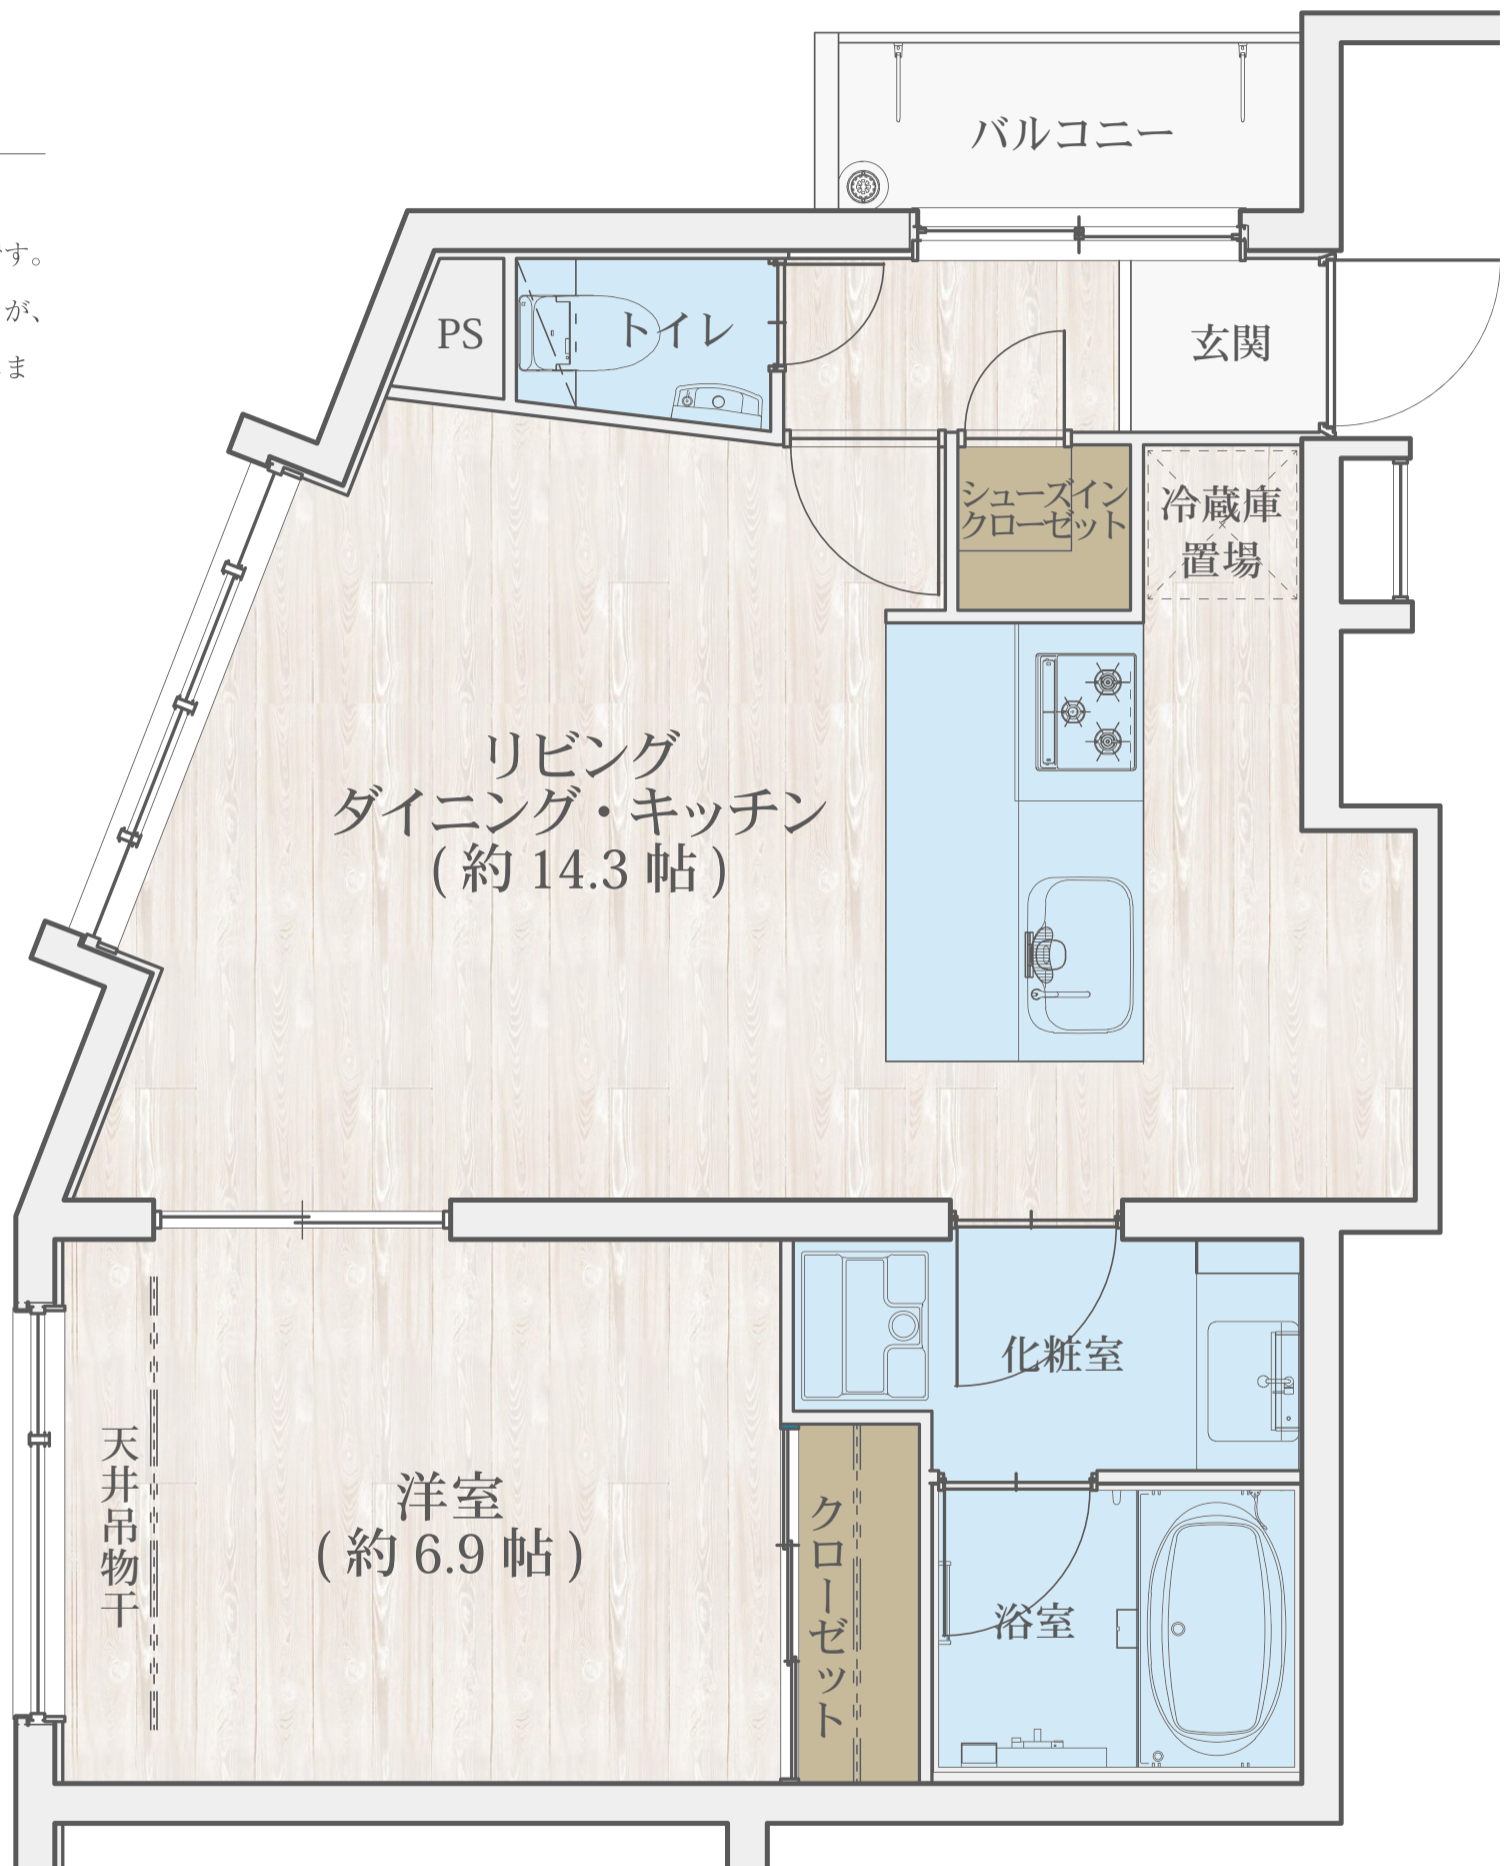 バルコニー
す。
が、
ま
PS
トイレ
玄関
シューズイン
クローゼット
冷蔵庫
置場
リビング
ダイニング・キッチン
( 約 14.3 帖 )
化粧室
天井吊物干
洋室
( 約 6.9 帖 )
クローゼット
浴室